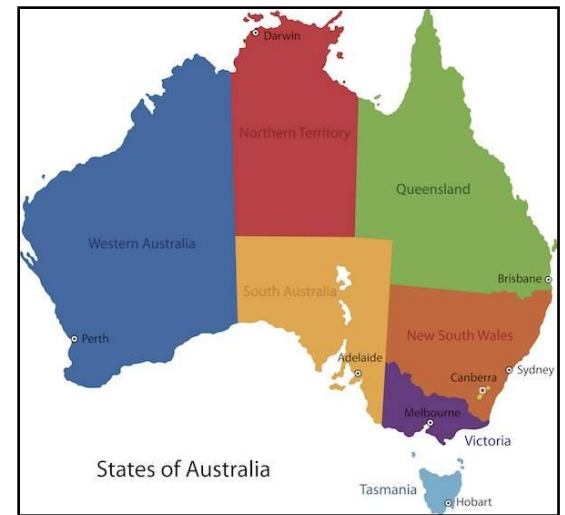 Darwin
Northern Territory
Queensland
Western Australia
Brisbane
South Australia
New South Wales
Perth
Adelaide
Sydney
Canberra
Melbourne
Victoria
States of Australia
Tasmania
Hobart